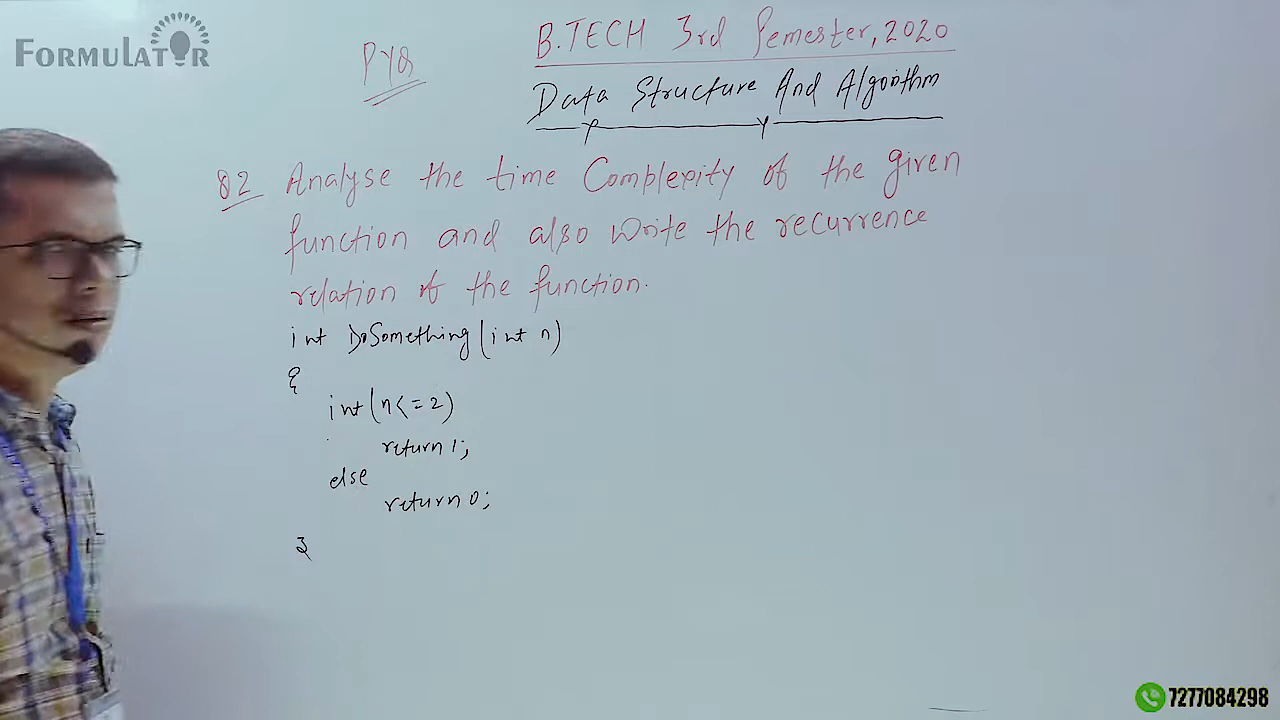 FORMULATOR
PYQ
B.TECH 3rd Semester, 2020
Data Structure And Algorithm
Q2 Analyse the time Complexity of the given
function and also write the recurrence
relation of the function.
int DoSomething(int n)
{
int(n<=2)
return 1;
else
return 0;
}
7277084298